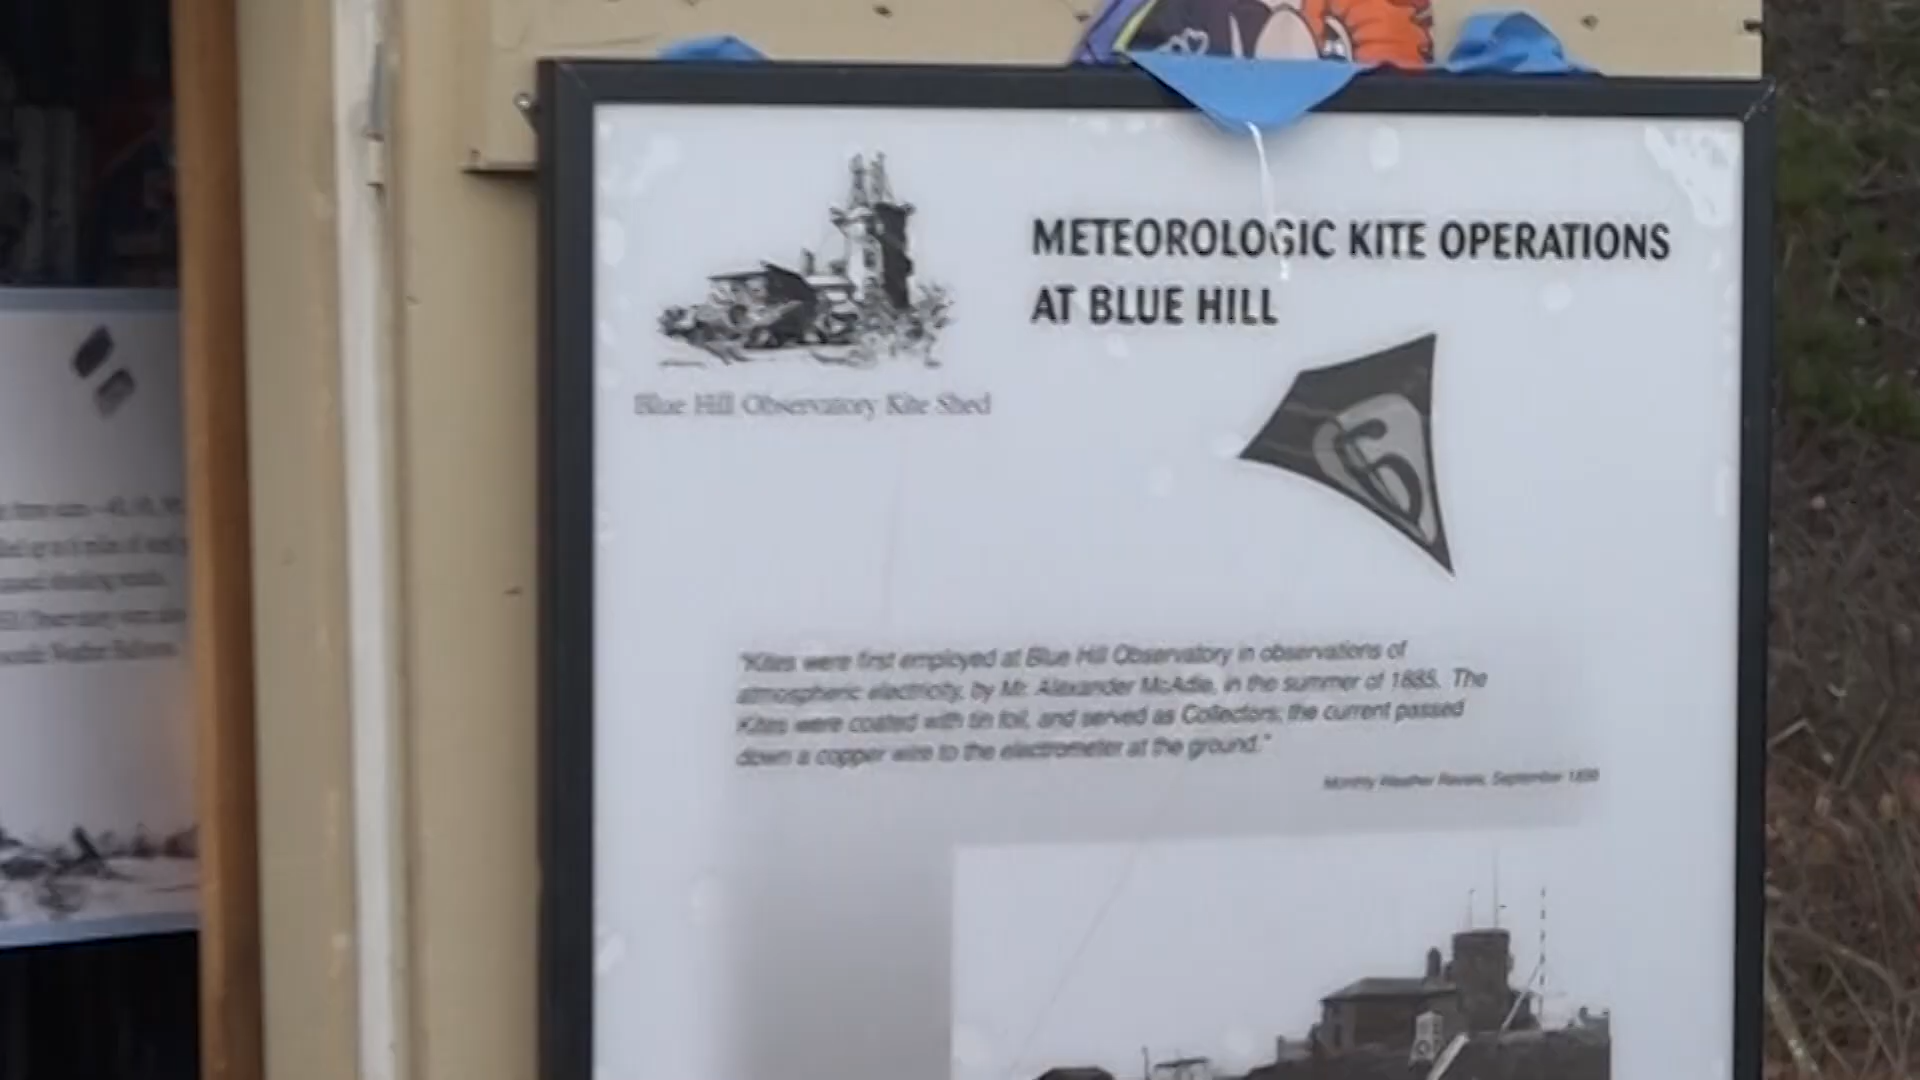 METEOROLOGIC KITE OPERATIONS
AT BLUE HILL
Blue Hill Observatory Kite Shed
6
"Kites were first employed at Blue Hill Observatory in observations of
atmospheric electricity, by Mr. Alexander McAdie, in the summer of 1885. The
Kites were coated with tin foil, and served as Collectors; the current passed
down a copper wire to the electrometer at the ground."
Monthly Weather Review, September